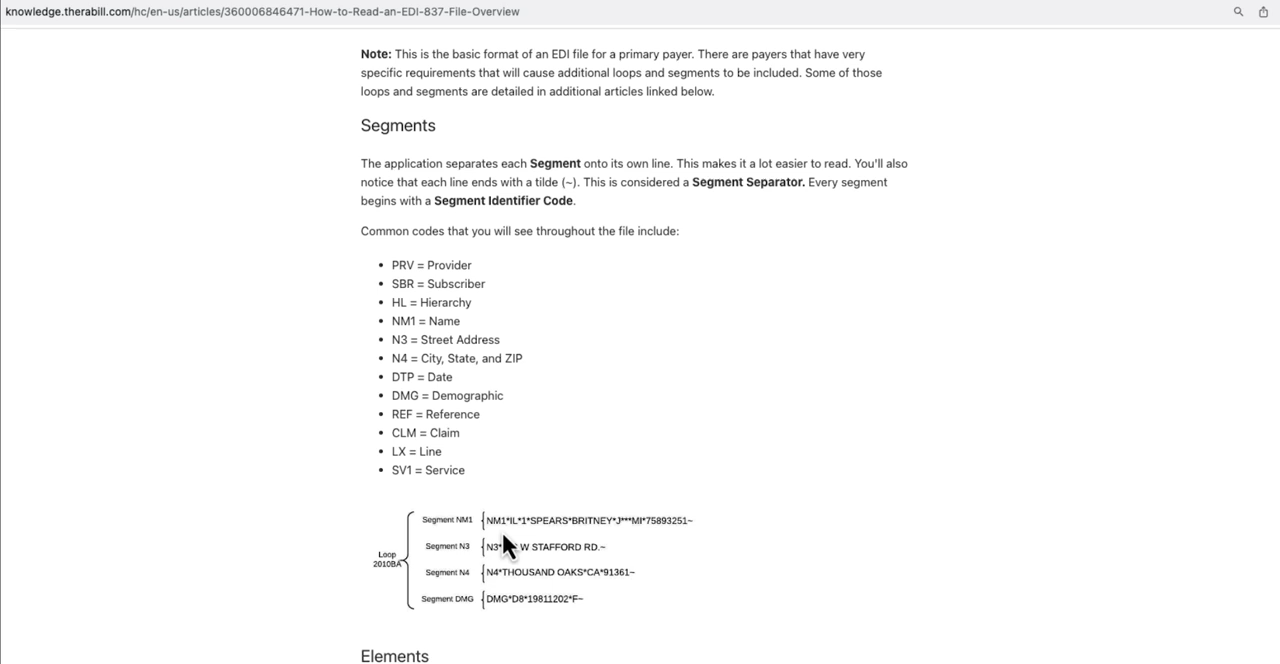 knowledge.therabill.com/hc/en-us/articles/360006846471-How-to-Read-an-EDI-837-File-Overview
Note: This is the basic format of an EDI file for a primary payer. There are payers that have very
specific requirements that will cause additional loops and segments to be included. Some of those
loops and segments are detailed in additional articles linked below.
Segments
The application separates each Segment onto its own line. This makes it a lot easier to read. You'll also
notice that each line ends with a tilde (~). This is considered a Segment Separator. Every segment
begins with a Segment Identifier Code.
Common codes that you will see throughout the file include:
• PRV = Provider
• SBR = Subscriber
• HL = Hierarchy
• NM1 = Name
• N3 = Street Address
• N4 = City, State, and ZIP
• DTP = Date
• DMG = Demographic
• REF = Reference
• CLM = Claim
• LX = Line
• SV1 = Service
Loop
2010BA
Segment NM1 NM1*IL*1*SPEARS*BRITNEY*J***MI*75893251~
Segment N3 N3* W STAFFORD RD.~
Segment N4 N4*THOUSAND OAKS*CA*91361~
Segment DMG DMG*D8*19811202*F~
Elements